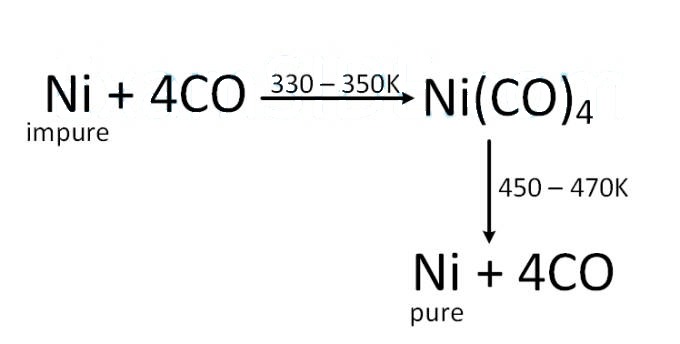 Ni + 4CO 330 – 350K Ni(CO)₄
impure
450 – 470K
Ni + 4CO
pure